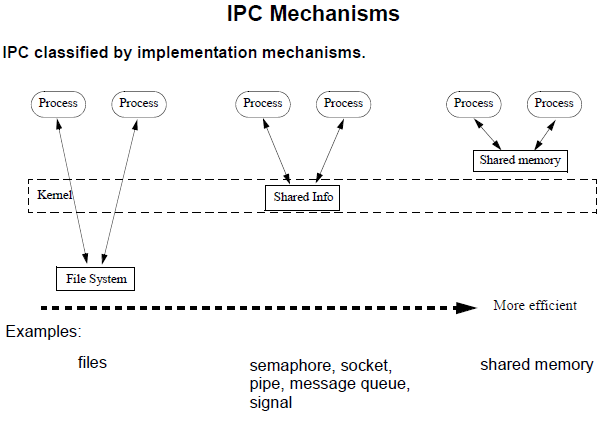 IPC Mechanisms
IPC classified by implementation mechanisms.
Process Process Process Process Process Process
Shared memory
Kernel Shared Info
File System
More efficient
Examples:
files
semaphore, socket,
pipe, message queue,
signal
shared memory